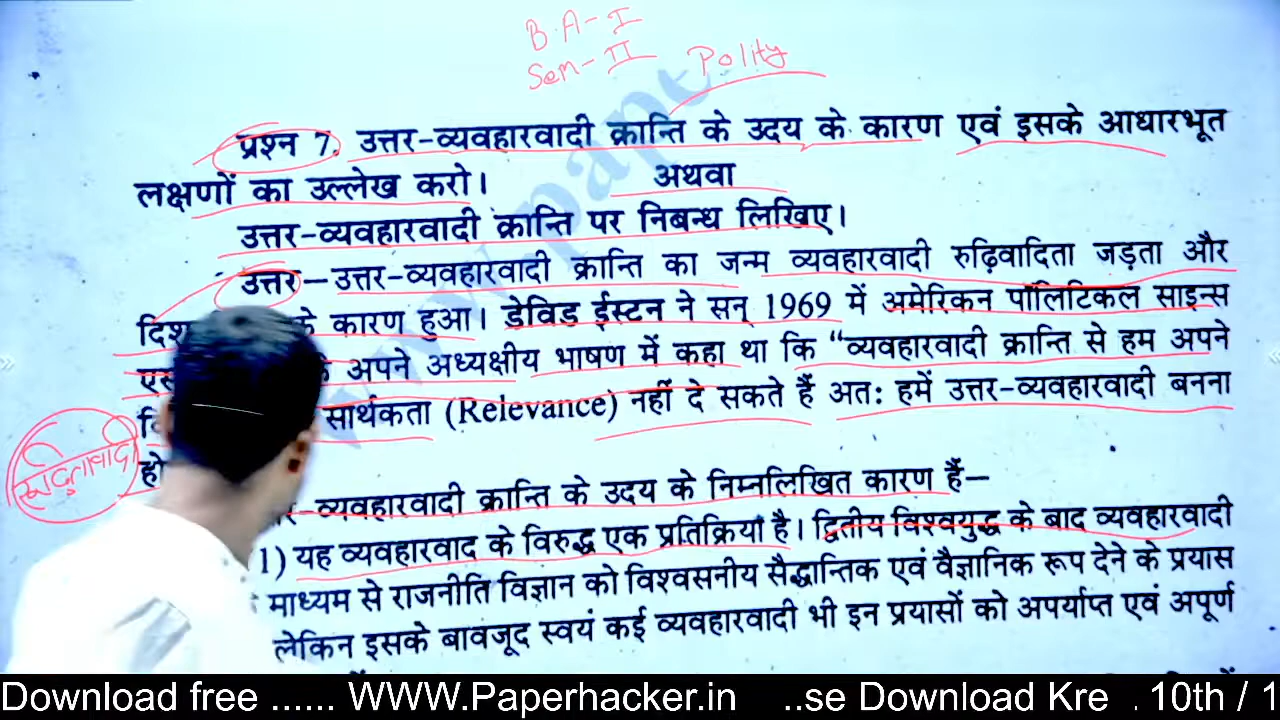 B.A-I
Sem-II Polity
प्रश्न 7. उत्तर-व्यवहारवादी क्रान्ति के उदय के कारण एवं इसके आधारभूत
लक्षणों का उल्लेख करो। अथवा
उत्तर-व्यवहारवादी क्रान्ति पर निबन्ध लिखिए।
उत्तर–उत्तर-व्यवहारवादी क्रान्ति का जन्म व्यवहारवादी रुढ़िवादिता जड़ता और
के कारण हुआ। डेविड ईस्टन ने सन् 1969 में अमेरिकन पॉलिटिकल साइन्स
अपने अध्यक्षीय भाषण में कहा था कि “व्यवहारवादी क्रान्ति से हम अपने
सार्थकता (Relevance) नहीं दे सकते हैं अतः हमें उत्तर-व्यवहारवादी बनना
-व्यवहारवादी क्रान्ति के उदय के निम्नलिखित कारण हैं–
1) यह व्यवहारवाद के विरुद्ध एक प्रतिक्रिया है। द्वितीय विश्वयुद्ध के बाद व्यवहारवादी
माध्यम से राजनीति विज्ञान को विश्वसनीय सैद्धान्तिक एवं वैज्ञानिक रूप देने के प्रयास
लेकिन इसके बावजूद स्वयं कई व्यवहारवादी भी इन प्रयासों को अपर्याप्त एवं अपूर्ण
Download free ...... WWW.Paperhacker.in ..se Download Kre . 10th / 1